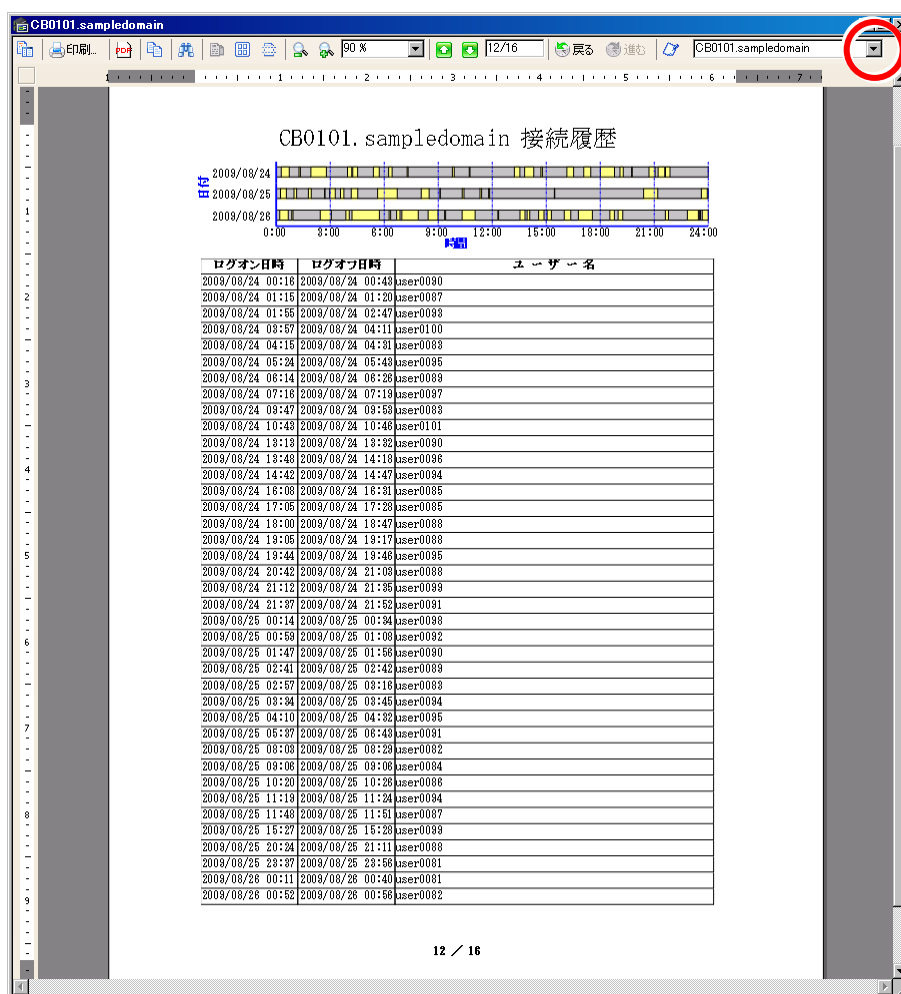 CB0101.sampledomain
印刷... PDF 90 % 12/16 戻る 進む CB0101.sampledomain
1 2 3 4 5 6 7
CB0101.sampledomain 接続履歴
2009/08/24
日付
2009/08/25
2009/08/26
0:00 3:00 6:00 9:00 12:00 15:00 18:00 21:00 24:00
時間
ログオン日時 ログオフ日時 ユーザー名
2009/08/24 00:16 2009/08/24 00:43 user0090
2009/08/24 01:15 2009/08/24 01:20 user0087
2009/08/24 01:55 2009/08/24 02:47 user0093
2009/08/24 03:57 2009/08/24 04:11 user0100
2009/08/24 04:15 2009/08/24 04:31 user0083
2009/08/24 05:24 2009/08/24 05:43 user0095
2009/08/24 06:14 2009/08/24 06:26 user0089
2009/08/24 07:16 2009/08/24 07:19 user0097
2009/08/24 09:47 2009/08/24 09:53 user0083
2009/08/24 10:43 2009/08/24 10:46 user0101
2009/08/24 13:13 2009/08/24 13:32 user0090
2009/08/24 13:48 2009/08/24 14:18 user0096
2009/08/24 14:42 2009/08/24 14:47 user0094
2009/08/24 16:08 2009/08/24 16:31 user0085
2009/08/24 17:05 2009/08/24 17:28 user0085
2009/08/24 18:00 2009/08/24 18:47 user0088
2009/08/24 19:05 2009/08/24 19:17 user0088
2009/08/24 19:44 2009/08/24 19:46 user0095
2009/08/24 20:42 2009/08/24 21:03 user0088
2009/08/24 21:12 2009/08/24 21:35 user0099
2009/08/24 21:37 2009/08/24 21:52 user0091
2009/08/25 00:14 2009/08/25 00:34 user0098
2009/08/25 00:59 2009/08/25 01:08 user0092
2009/08/25 01:47 2009/08/25 01:56 user0090
2009/08/25 02:41 2009/08/25 02:42 user0089
2009/08/25 02:57 2009/08/25 03:16 user0083
2009/08/25 03:34 2009/08/25 03:45 user0094
2009/08/25 04:10 2009/08/25 04:32 user0095
2009/08/25 05:37 2009/08/25 06:43 user0091
2009/08/25 08:03 2009/08/25 08:29 user0082
2009/08/25 09:06 2009/08/25 09:06 user0084
2009/08/25 10:20 2009/08/25 10:26 user0086
2009/08/25 11:19 2009/08/25 11:24 user0094
2009/08/25 11:48 2009/08/25 11:51 user0087
2009/08/25 15:27 2009/08/25 15:28 user0099
2009/08/25 20:24 2009/08/25 21:11 user0088
2009/08/25 23:37 2009/08/25 23:56 user0081
2009/08/26 00:11 2009/08/26 00:40 user0081
2009/08/26 00:52 2009/08/26 00:56 user0082
1
2
3
4
5
6
7
8
9
12 / 16